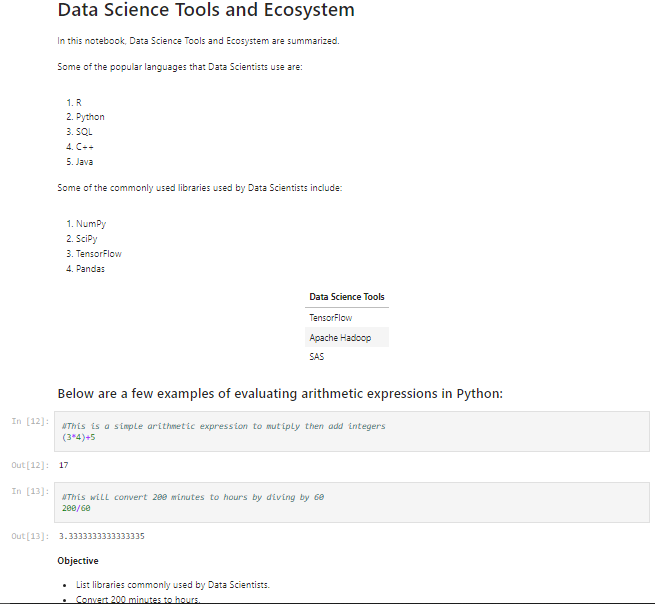 Data Science Tools and Ecosystem
In this notebook, Data Science Tools and Ecosystem are summarized.
Some of the popular languages that Data Scientists use are:
1. R
2. Python
3. SQL
4. C++
5. Java
Some of the commonly used libraries used by Data Scientists include:
1. NumPy
2. SciPy
3. TensorFlow
4. Pandas
Data Science Tools
TensorFlow
Apache Hadoop
SAS
Below are a few examples of evaluating arithmetic expressions in Python:
In [12]: #This is a simple arithmetic expression to mutiply then add integers
(3*4)+5
Out[12]: 17
In [13]: #This will convert 200 minutes to hours by diving by 60
200/60
Out[13]: 3.3333333333333335
Objective
• List libraries commonly used by Data Scientists.
• Convert 200 minutes to hours.